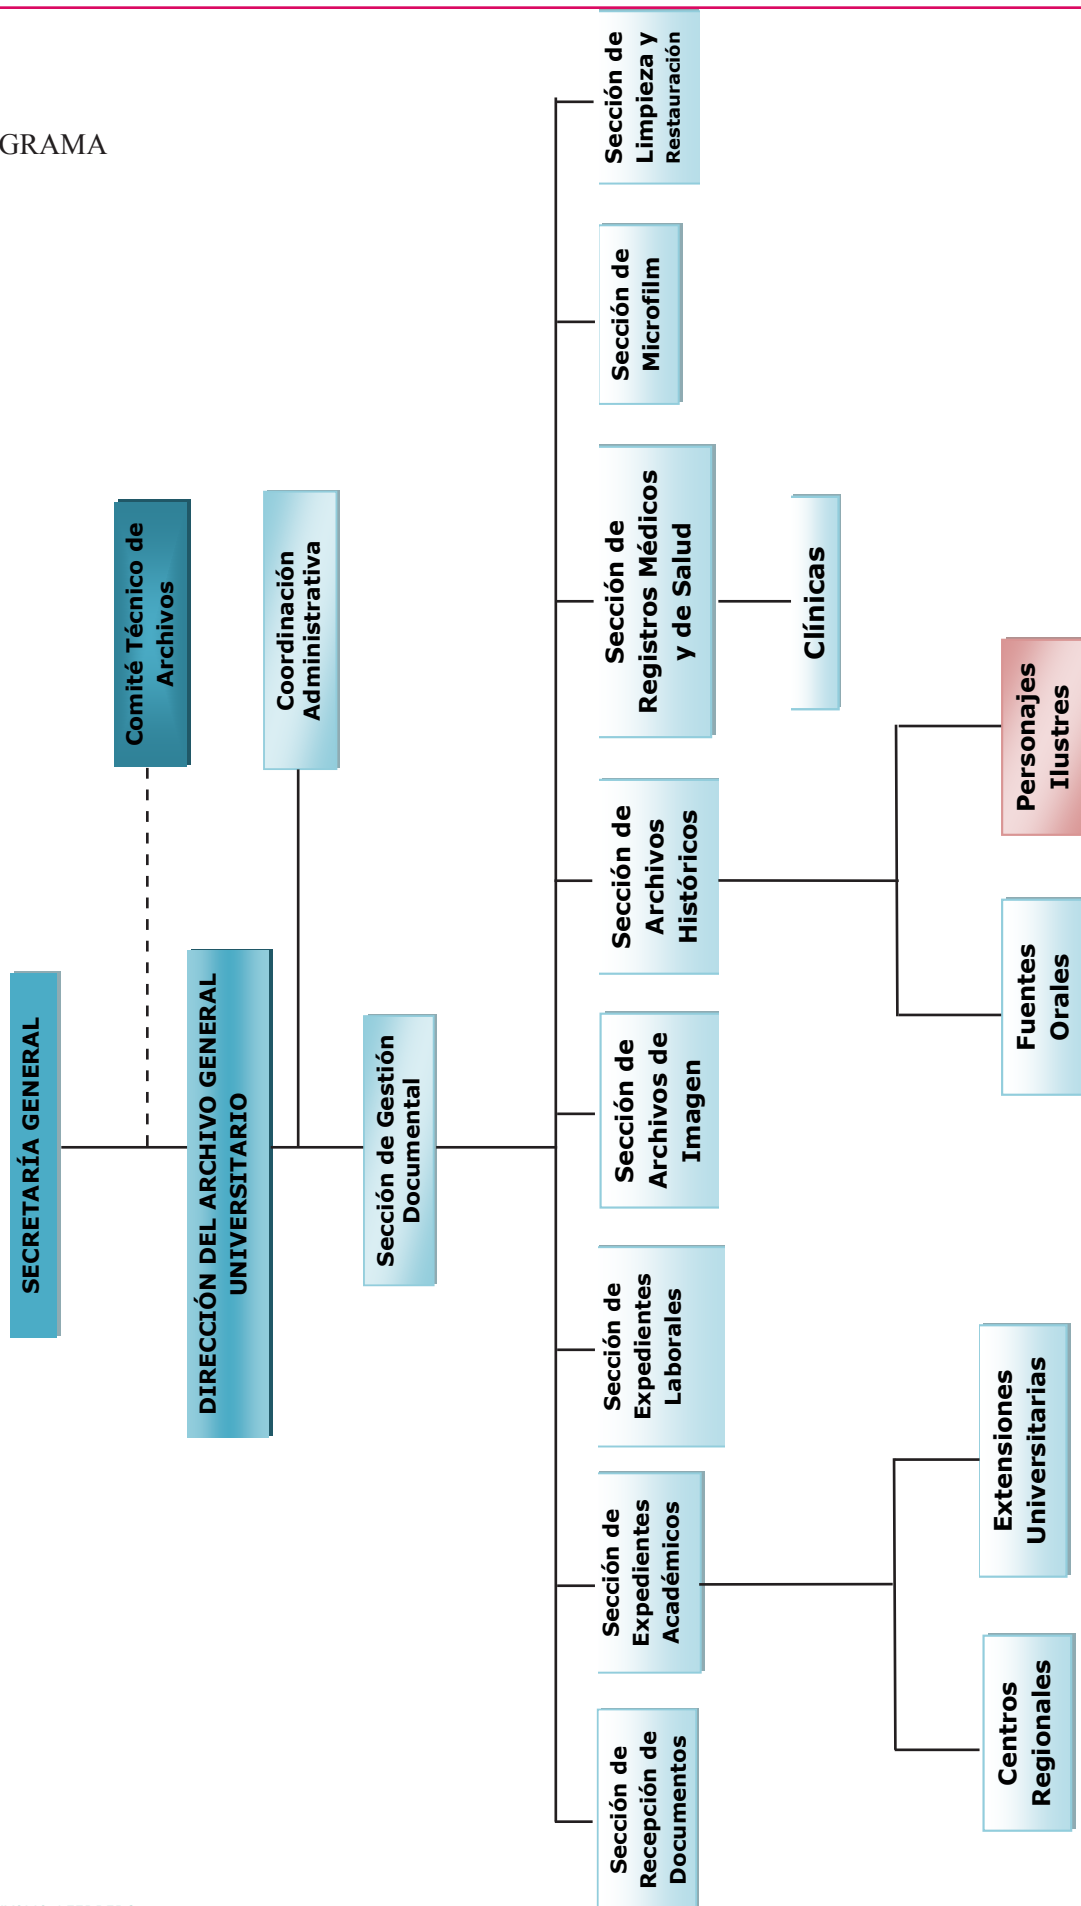 GRAMA
SECRETARÍA GENERAL
Comité Técnico de
Archivos
DIRECCIÓN DEL ARCHIVO GENERAL
UNIVERSITARIO
Coordinación
Administrativa
Sección de Gestión
Documental
Sección de
Recepción de
Documentos
Sección de
Expedientes
Académicos
Sección de
Expedientes
Laborales
Sección de
Archivos de
Imagen
Sección de
Archivos
Históricos
Sección de
Registros Médicos
y de Salud
Sección de
Microfilm
Sección de
Limpieza y
Restauración
Clínicas
Centros
Regionales
Extensiones
Universitarias
Fuentes
Orales
Personajes
Ilustres